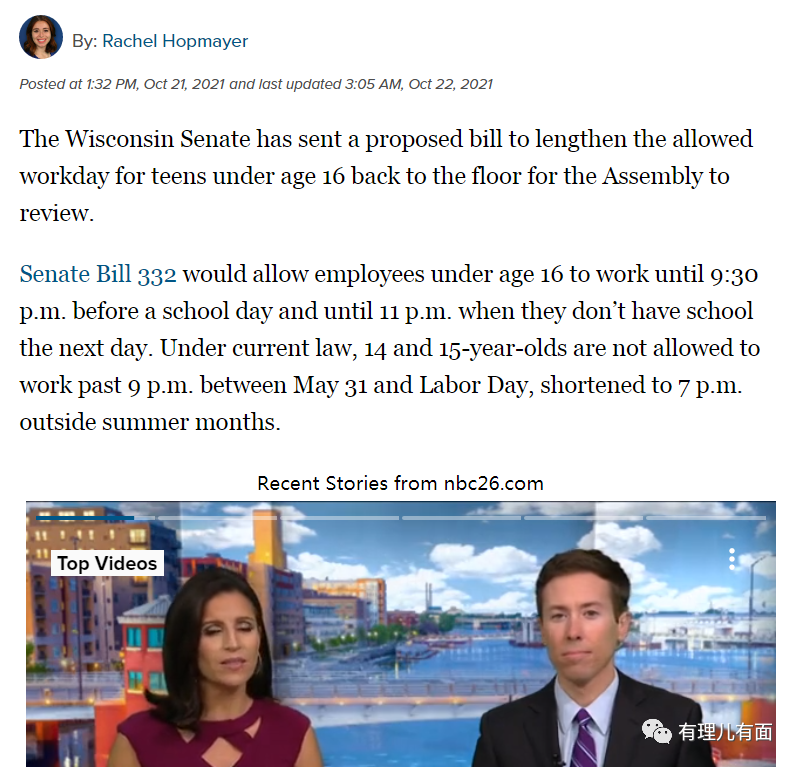 By: Rachel Hopmayer
Posted at 1:32 PM, Oct 21, 2021 and last updated 3:05 AM, Oct 22, 2021
The Wisconsin Senate has sent a proposed bill to lengthen the allowed
workday for teens under age 16 back to the floor for the Assembly to
review.
Senate Bill 332 would allow employees under age 16 to work until 9:30
p.m. before a school day and until 11 p.m. when they don’t have school
the next day. Under current law, 14 and 15-year-olds are not allowed to
work past 9 p.m. between May 31 and Labor Day, shortened to 7 p.m.
outside summer months.
Recent Stories from nbc26.com
Top Videos
有理儿有面